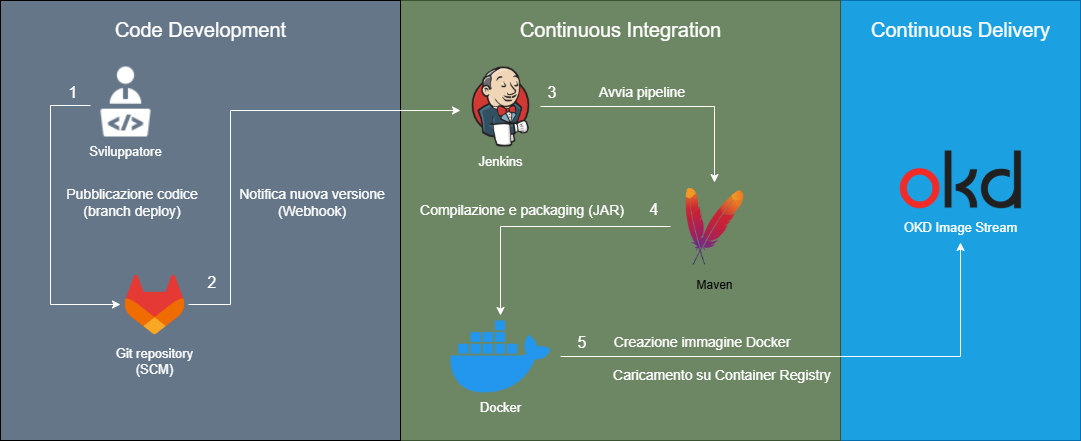 Code Development
Continuous Integration
Continuous Delivery
1
Sviluppatore
Pubblicazione codice
(branch deploy)
Git repository
(SCM)
2
Notifica nuova versione
(Webhook)
Jenkins
3
Avvia pipeline
Maven
4
Compilazione e packaging (JAR)
Docker
5
Creazione immagine Docker
Caricamento su Container Registry
okd
OKD Image Stream